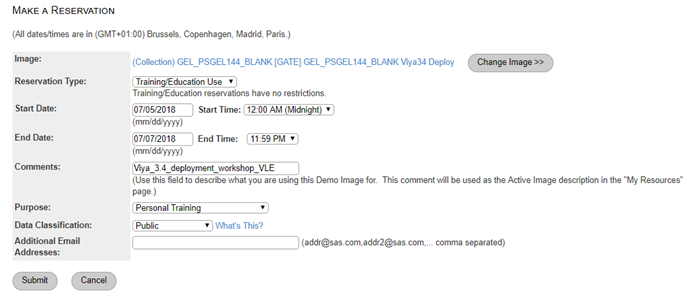 MAKE A RESERVATION
(All dates/times are in (GMT+01:00) Brussels, Copenhagen, Madrid, Paris.)
Image: (Collection) GEL_PSGEL144_BLANK [GATE] GEL_PSGEL144_BLANK Viya34 Deploy Change Image >>
Reservation Type: Training/Education Use
Training/Education reservations have no restrictions.
Start Date: 07/05/2018 Start Time: 12:00 AM (Midnight)
(mm/dd/yyyy)
End Date: 07/07/2018 End Time: 11:59 PM
(mm/dd/yyyy)
Comments: Viya_3.4_deployment_workshop_VLE
(Use this field to describe what you are using this Demo Image for. This comment will be used as the Active Image description in the "My Resources"
page.)
Purpose: Personal Training
Data Classification: Public What's This?
Additional Email
Addresses: (addr@sas.com,addr2@sas.com,... comma separated)
Submit Cancel